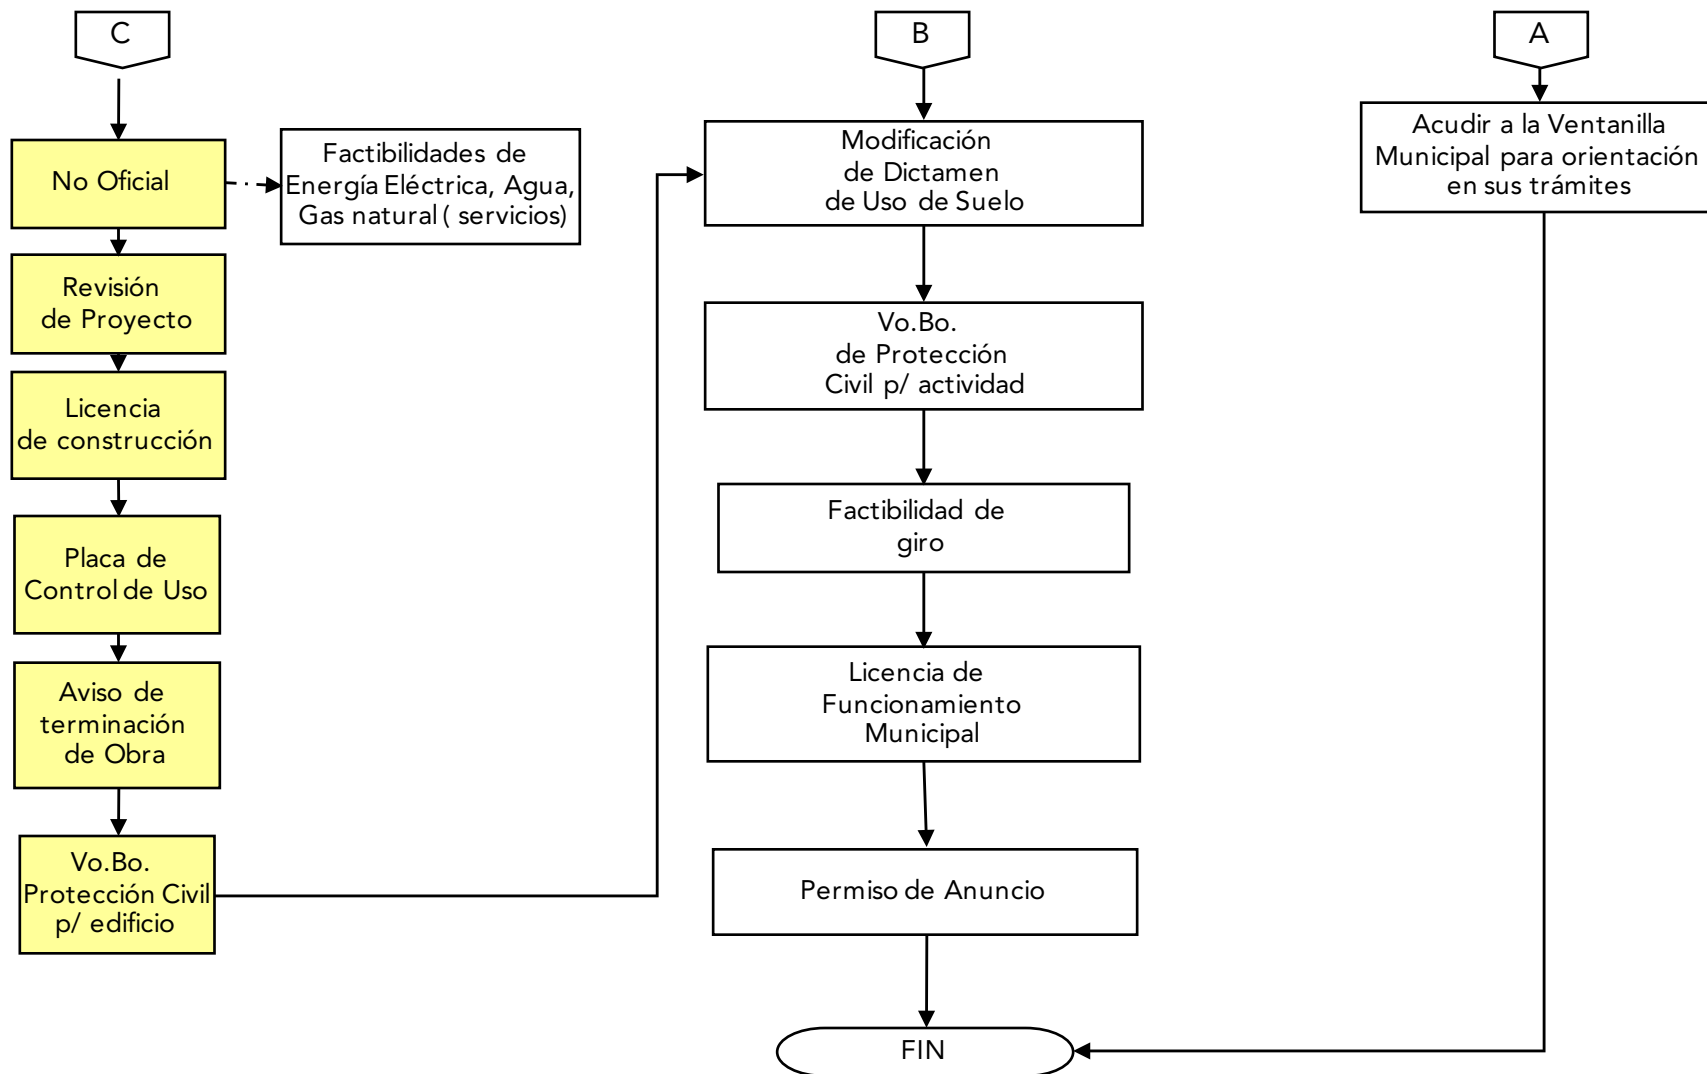 C
No Oficial
Factibilidades de
Energía Eléctrica, Agua,
Gas natural ( servicios)
Revisión
de Proyecto
Licencia
de construcción
Placa de
Control de Uso
Aviso de
terminación
de Obra
Vo.Bo.
Protección Civil
p/ edificio
B
Modificación
de Dictamen
de Uso de Suelo
Vo.Bo.
de Protección
Civil p/ actividad
Factibilidad de
giro
Licencia de
Funcionamiento
Municipal
Permiso de Anuncio
FIN
A
Acudir a la Ventanilla
Municipal para orientación
en sus trámites